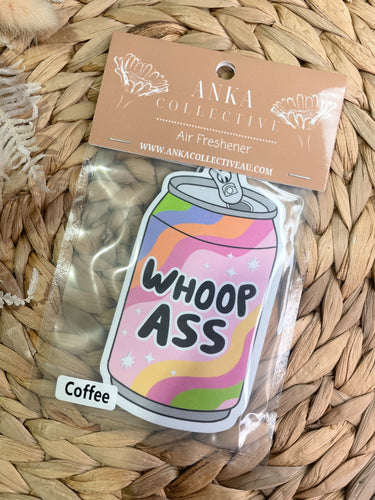 ANKA
COLLECTIVE
Air Freshener
WWW.ANKACOLLECTIVEAU.COM
WHOOP
ASS
Coffee